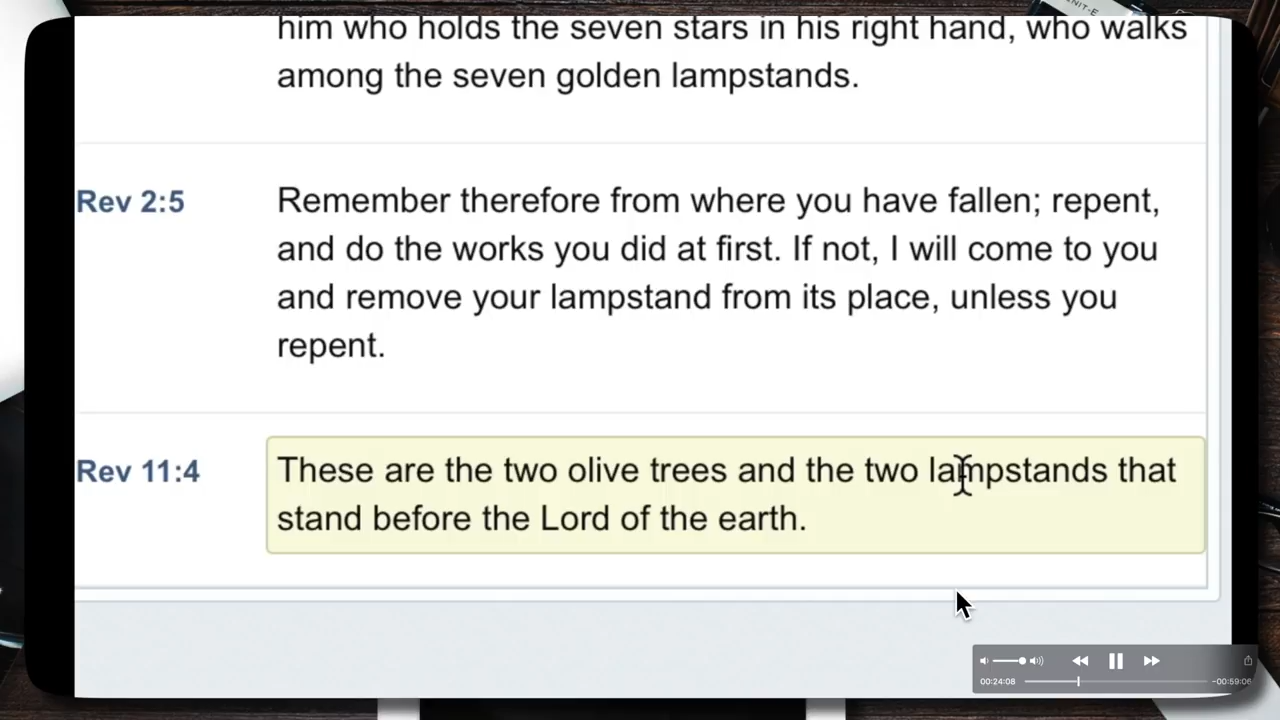 NIT-E
him who holds the seven stars in his right hand, who walks
among the seven golden lampstands.
Rev 2:5
Remember therefore from where you have fallen; repent,
and do the works you did at first. If not, I will come to you
and remove your lampstand from its place, unless you
repent.
Rev 11:4
These are the two olive trees and the two lampstands that
stand before the Lord of the earth.
00:24:08
-00:59:06